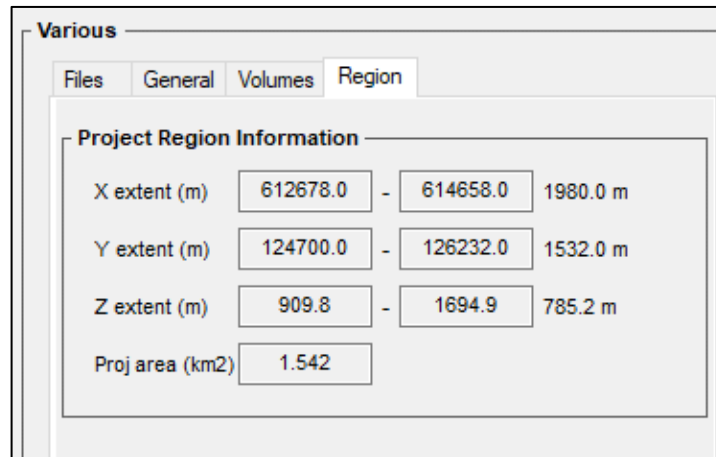 Various
Files General Volumes Region
Project Region Information
X extent (m) 612678.0 - 614658.0 1980.0 m
Y extent (m) 124700.0 - 126232.0 1532.0 m
Z extent (m) 909.8 - 1694.9 785.2 m
Proj area (km2) 1.542